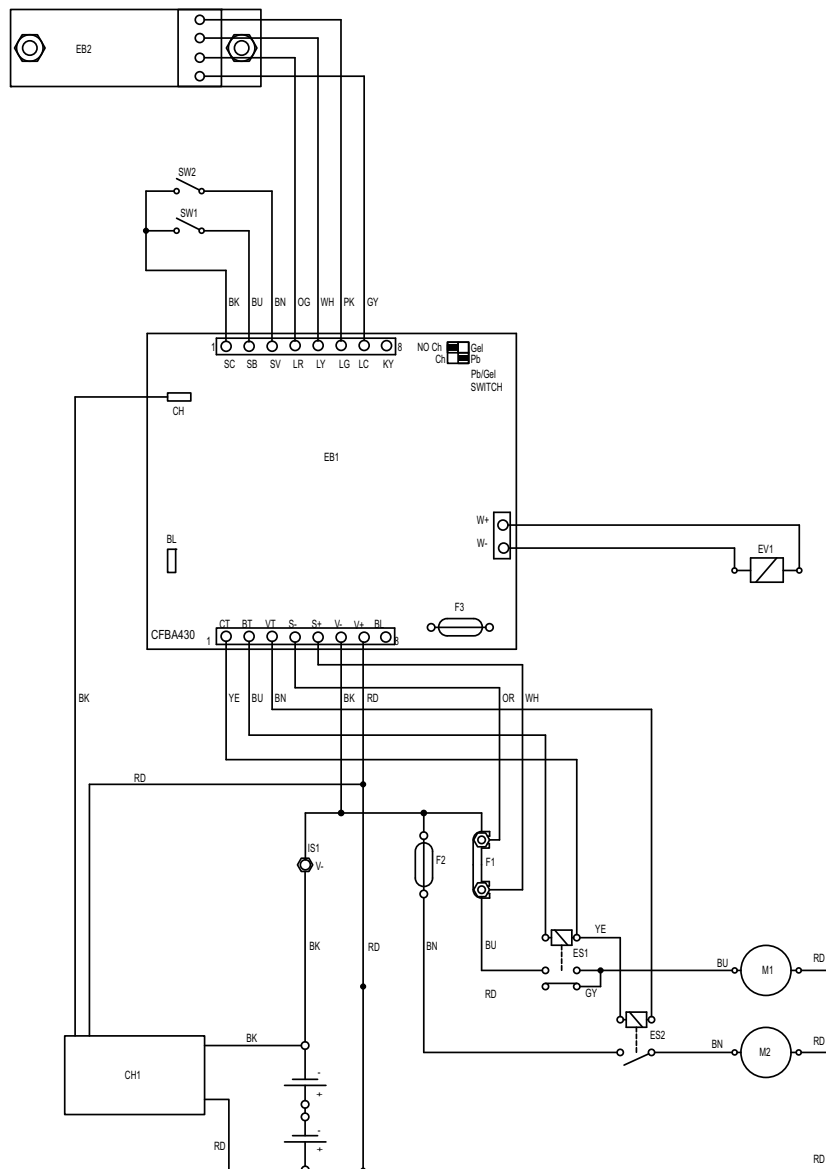 EB2
SW2
SW1
BK BU BN OG WH PK GY
1 8
SC SB SV LR LY LG LC KY
NO Ch Gel
Ch Pb
Pb/Gel
SWITCH
CH
EB1
W+
W-
EV1
BL
F3
CFBA430
CT BT VT S- S+ V- V+ BL
1 8
BK
YE BU BN BK RD OR WH
RD
IS1
V-
F2
F1
BK
RD
BN
BU
YE
ES1
RD
GY
BU
M1
RD
ES2
BN
M2
RD
BK
CH1
-
+
-
+
RD
RD